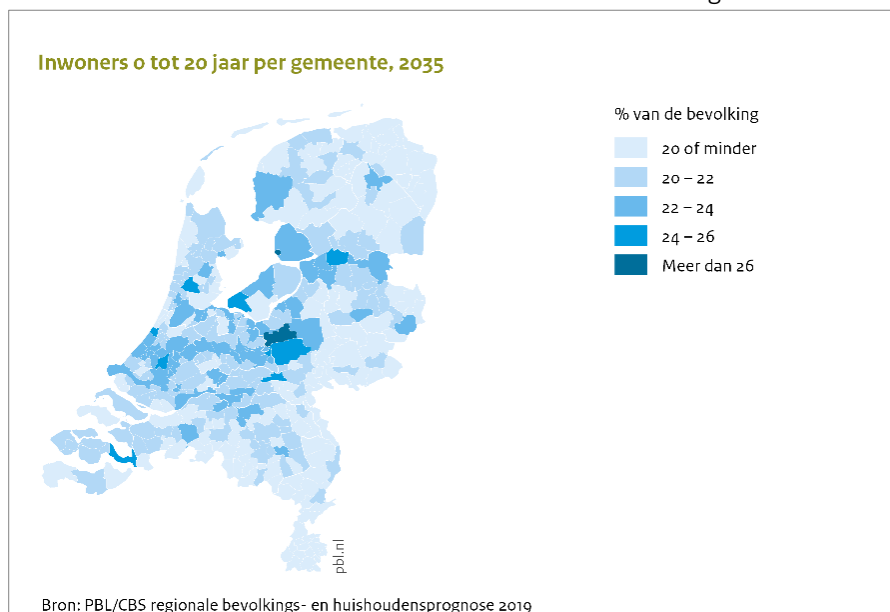 Inwoners 0 tot 20 jaar per gemeente, 2035
% van de bevolking
20 of minder
20 – 22
22 – 24
24 – 26
Meer dan 26
pbl.nl
Bron: PBL/CBS regionale bevolkings- en huishoudensprognose 2019